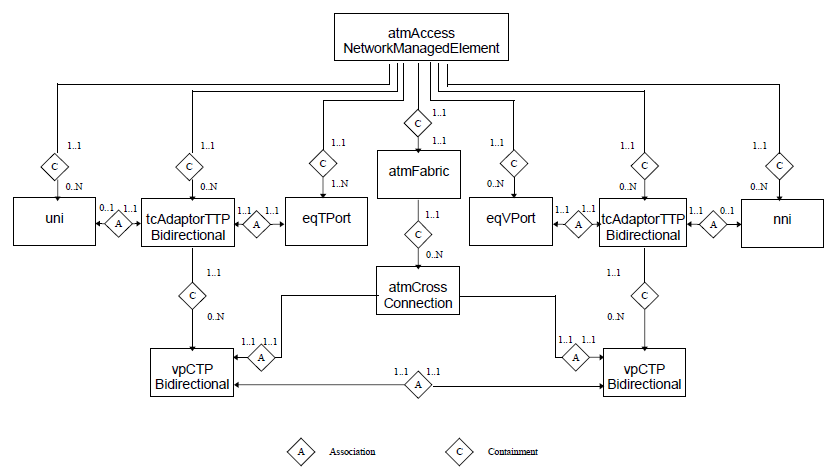 atmAccess
NetworkManagedElement
1..1
1..1
1..1
1..1
1..1
1..1
1..1
C
C
C
C
C
C
C
0..N
0..N
1..N
1..1
0..N
0..N
0..N
atmFabric
uni
0..1
1..1
A
tcAdaptorTTP
Bidirectional
1..1
1..1
A
eqTPort
eqVPort
1..1
1..1
A
tcAdaptorTTP
Bidirectional
1..1
0..1
A
nni
1..1
C
0..N
1..1
C
0..N
1..1
C
0..N
atmCross
Connection
vpCTP
Bidirectional
1..1
1..1
A
1..1
1..1
A
vpCTP
Bidirectional
1..1
1..1
A
A
Association
C
Containment